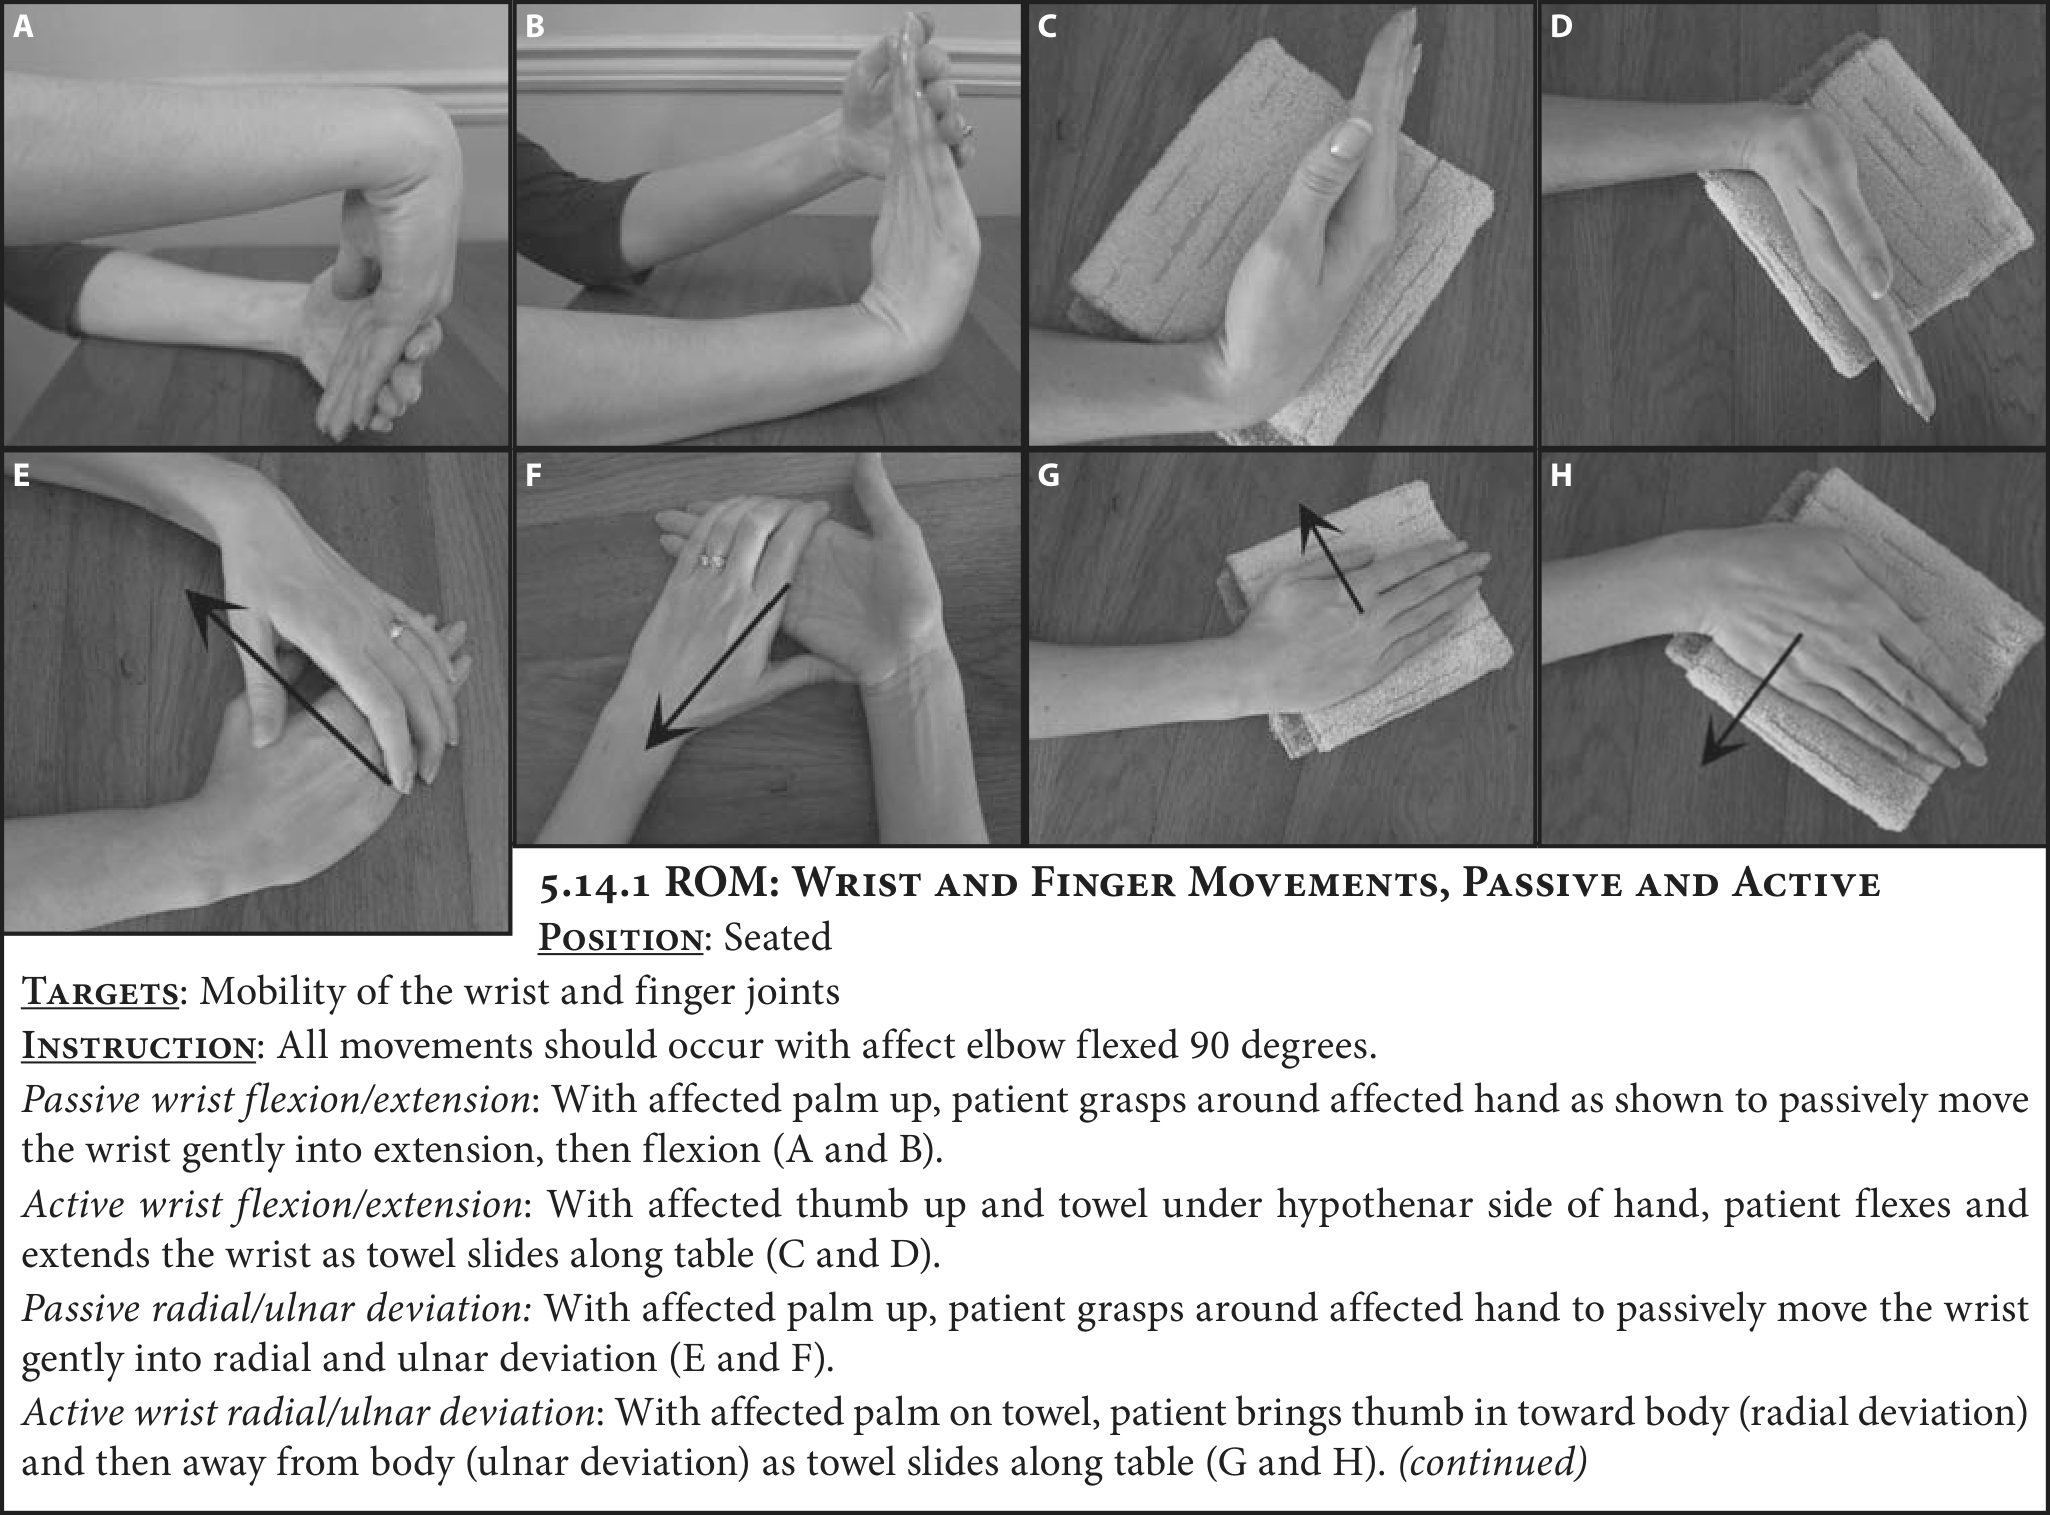 A
B
C
D
E
F
G
H
5.14.1 ROM: Wrist and Finger Movements, Passive and Active
Position: Seated
Targets: Mobility of the wrist and finger joints
Instruction: All movements should occur with affect elbow flexed 90 degrees.
Passive wrist flexion/extension: With affected palm up, patient grasps around affected hand as shown to passively move
the wrist gently into extension, then flexion (A and B).
Active wrist flexion/extension: With affected thumb up and towel under hypothenar side of hand, patient flexes and
extends the wrist as towel slides along table (C and D).
Passive radial/ulnar deviation: With affected palm up, patient grasps around affected hand to passively move the wrist
gently into radial and ulnar deviation (E and F).
Active wrist radial/ulnar deviation: With affected palm on towel, patient brings thumb in toward body (radial deviation)
and then away from body (ulnar deviation) as towel slides along table (G and H). (continued)